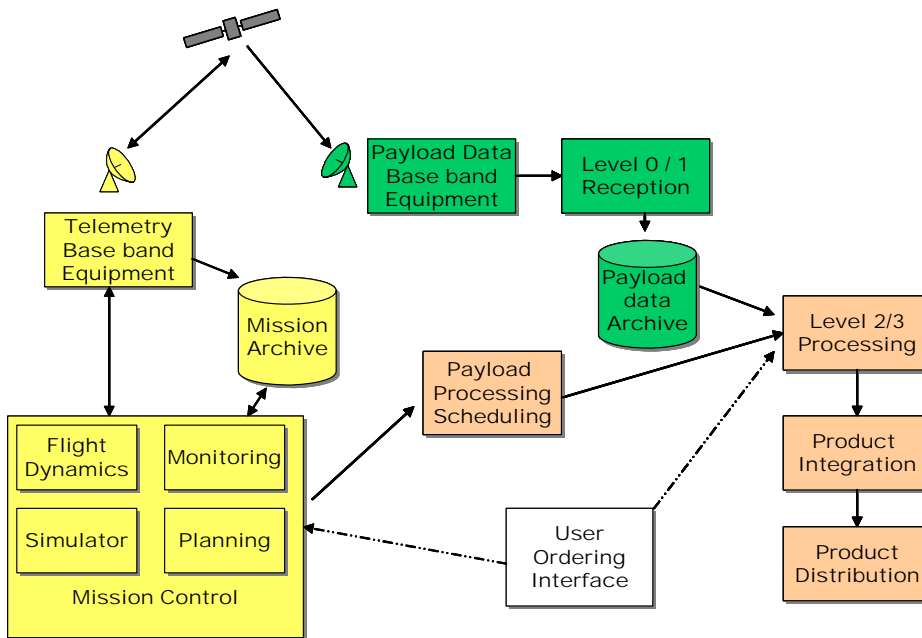 Payload Data
Base band
Equipment
Level 0 / 1
Reception
Telemetry
Base band
Equipment
Mission
Archive
Payload
data
Archive
Level 2/3
Processing
Payload
Processing
Scheduling
Flight
Dynamics
Monitoring
Product
Integration
Simulator
Planning
User
Ordering
Interface
Product
Distribution
Mission Control